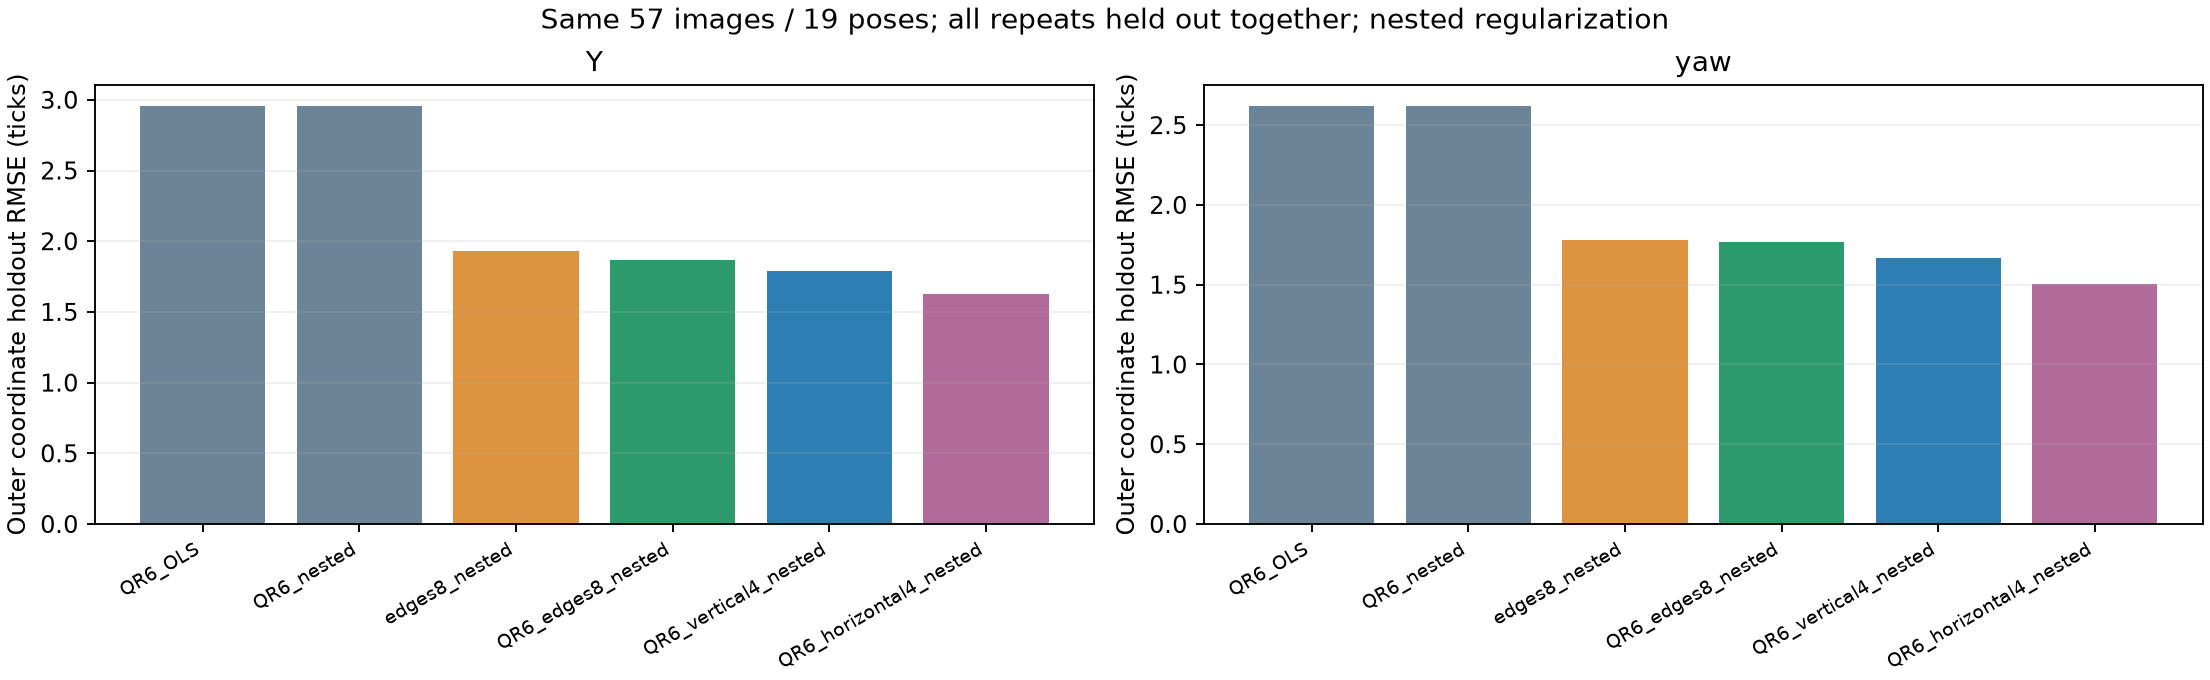 Same 57 images / 19 poses; all repeats held out together; nested regularization
Y
Outer coordinate holdout RMSE (ticks)
3.0
2.5
2.0
1.5
1.0
0.5
0.0
QR6_OLS
QR6_nested
edges8_nested
QR6_edges8_nested
QR6_vertical4_nested
QR6_horizontal4_nested
yaw
Outer coordinate holdout RMSE (ticks)
2.5
2.0
1.5
1.0
0.5
0.0
QR6_OLS
QR6_nested
edges8_nested
QR6_edges8_nested
QR6_vertical4_nested
QR6_horizontal4_nested